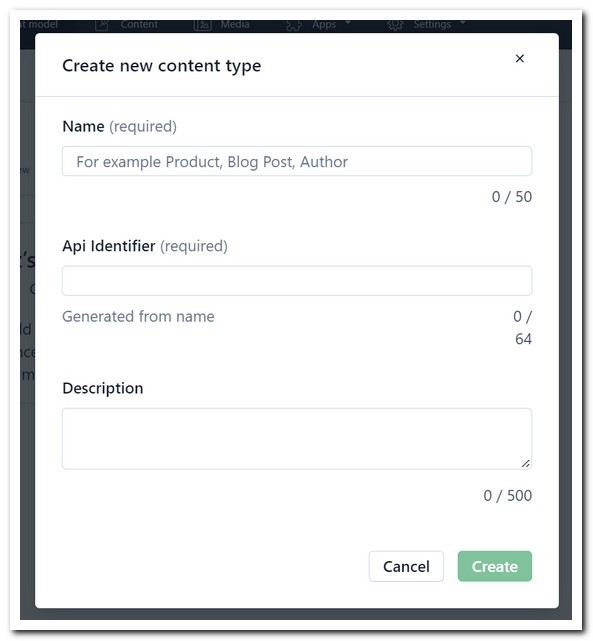 t model Content Media Apps Settings
Create new content type ×
Name (required)
For example Product, Blog Post, Author
0 / 50
Api Identifier (required)
Generated from name 0 /
64
Description
0 / 500
Cancel Create